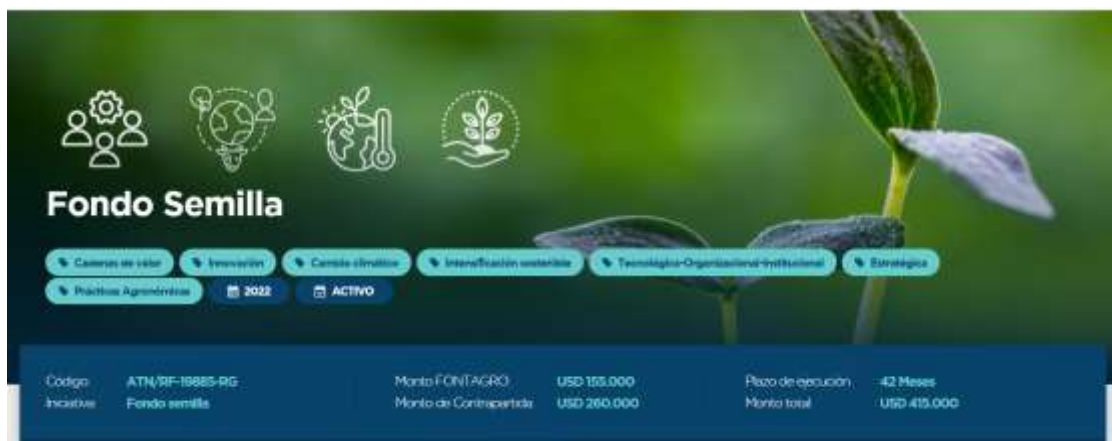 Fondo Semilla
Cadenas de valor Innovación Cambio climático Intensificación sostenible Tecnológico-Organizacional-Institucional Estratégica
Prácticas Agronómicas 2022 ACTIVO
Código ATN/RF-19885-RG Monto FONTAGRO USD 155.000 Plazo de ejecución 42 Meses
Iniciativa Fondo semilla Monto de Contrapartida USD 260.000 Monto total USD 415.000